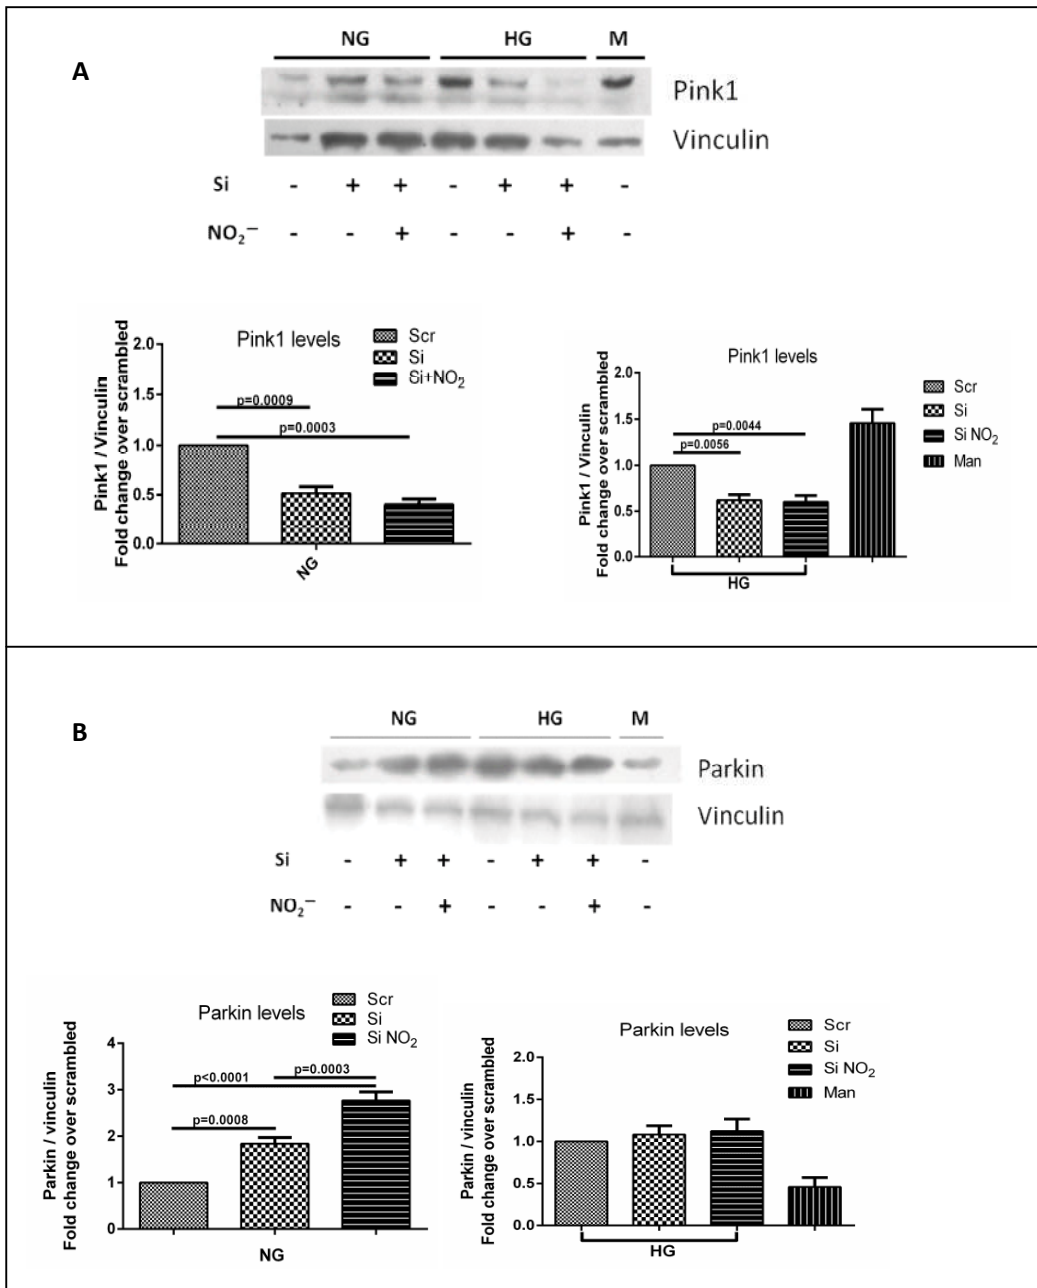 A
NG HG M
Pink1
Vinculin
Si - + + - + + -
NO₂⁻ - - + - - + -
Pink1 levels
Scr
Si
Si+NO₂
2.0
1.5
1.0
0.5
0.0
Pink1 / Vinculin
Fold change over scrambled
p=0.0009
p=0.0003
NG
Pink1 levels
Scr
Si
Si NO₂
Man
2.0
1.5
1.0
0.5
0.0
Pink1 / Vinculin
Fold change over scrambled
p=0.0044
p=0.0056
HG
B
NG HG M
Parkin
Vinculin
Si - + + - + + -
NO₂⁻ - - + - - + -
Parkin levels
Scr
Si
Si NO₂
4
3
2
1
0
Parkin / vinculin
Fold change over scrambled
p=0.0003
p<0.0001
p=0.0008
NG
Parkin levels
Scr
Si
Si NO₂
Man
2.0
1.5
1.0
0.5
0.0
Parkin / vinculin
Fold change over scrambled
HG